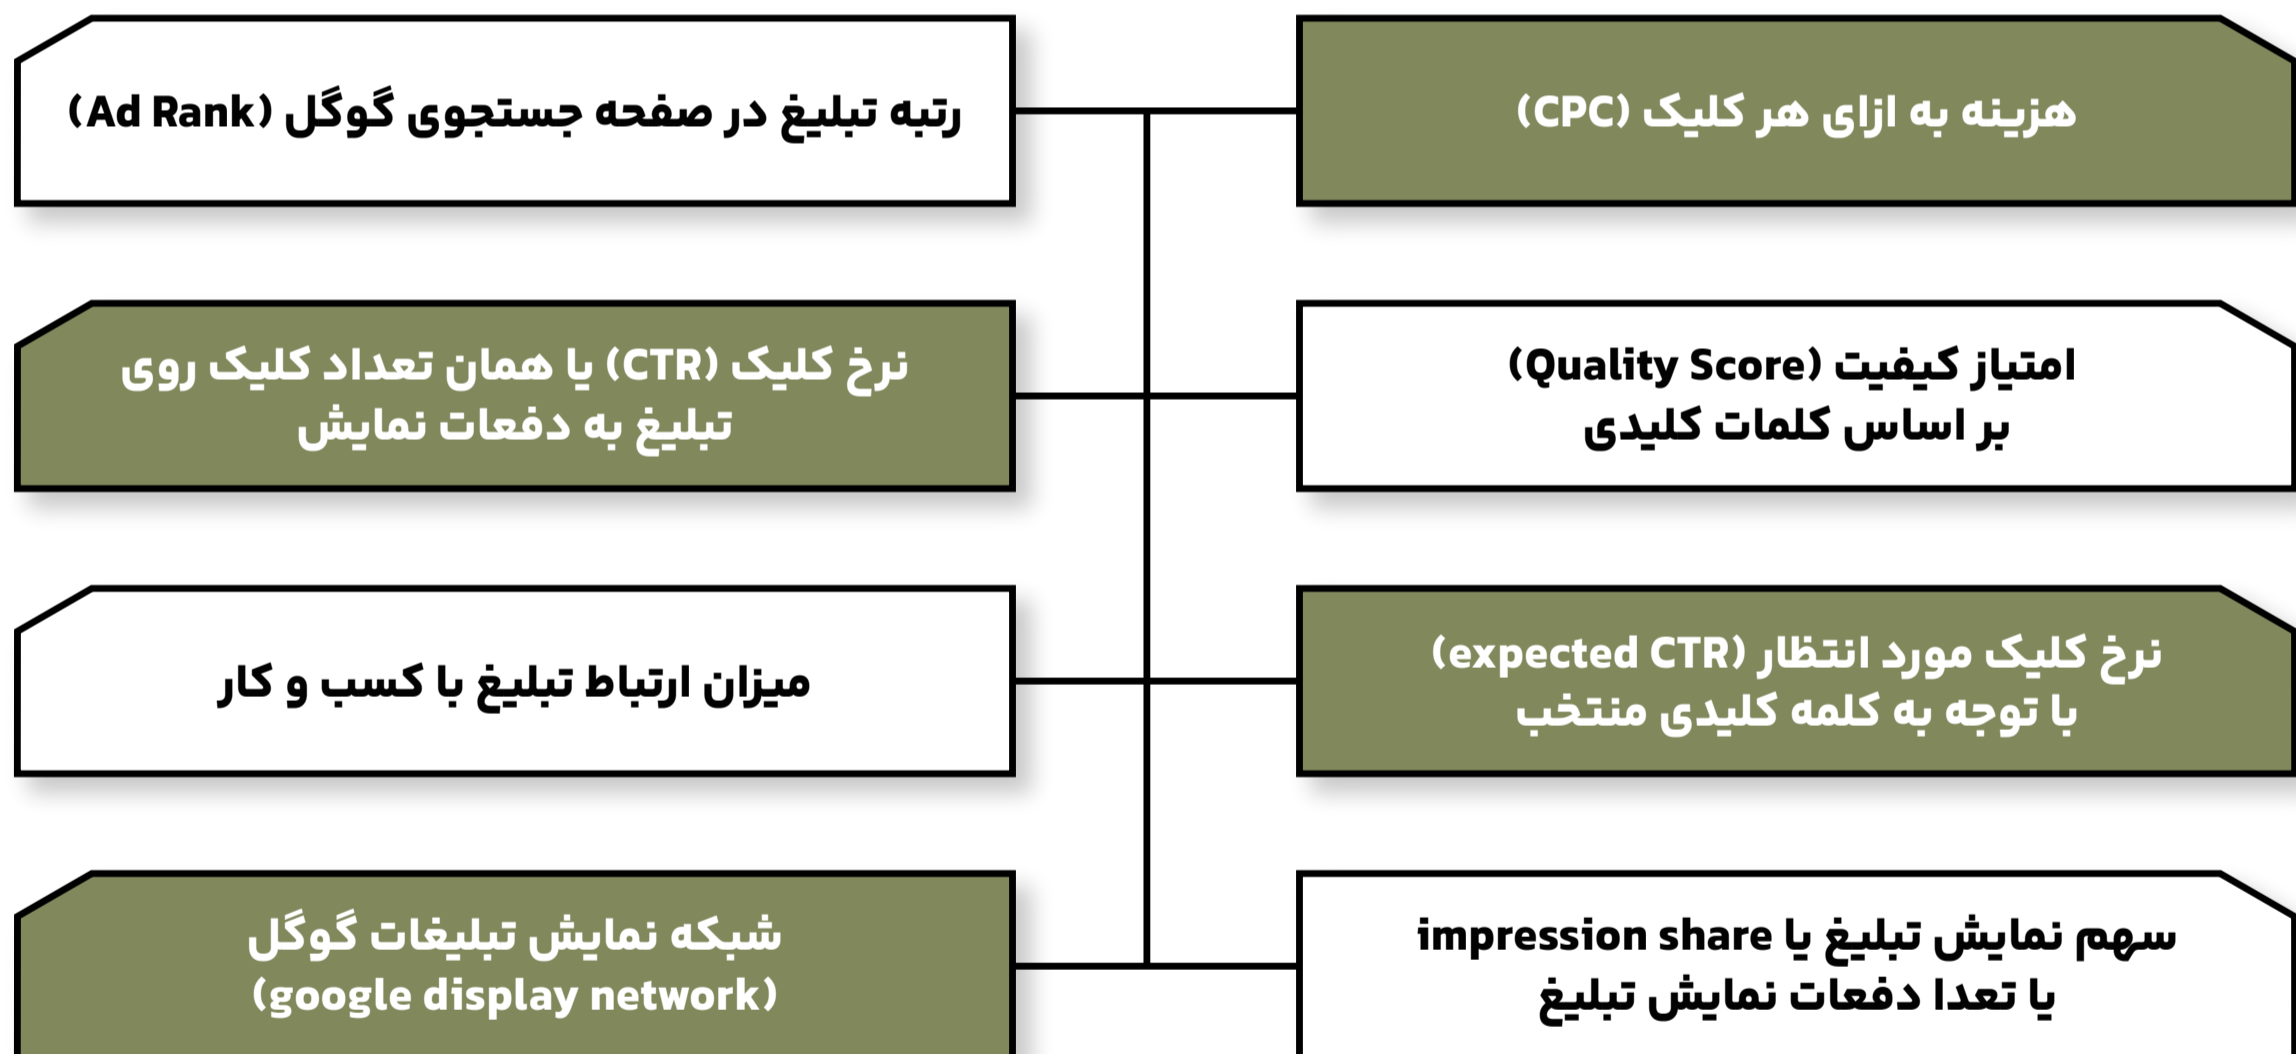 هزینه به ازای هر کلیک (CPC)
رتبه تبلیغ در صفحه جستجوی گوگل (Ad Rank)
امتیاز کیفیت (Quality Score)
بر اساس کلمات کلیدی
نرخ کلیک (CTR) یا همان تعداد کلیک روی
تبلیغ به دفعات نمایش
نرخ کلیک مورد انتظار (expected CTR)
با توجه به کلمه کلیدی منتخب
میزان ارتباط تبلیغ با کسب و کار
سهم نمایش تبلیغ یا impression share
یا تعدا دفعات نمایش تبلیغ
شبکه نمایش تبلیغات گوگل
(google display network)